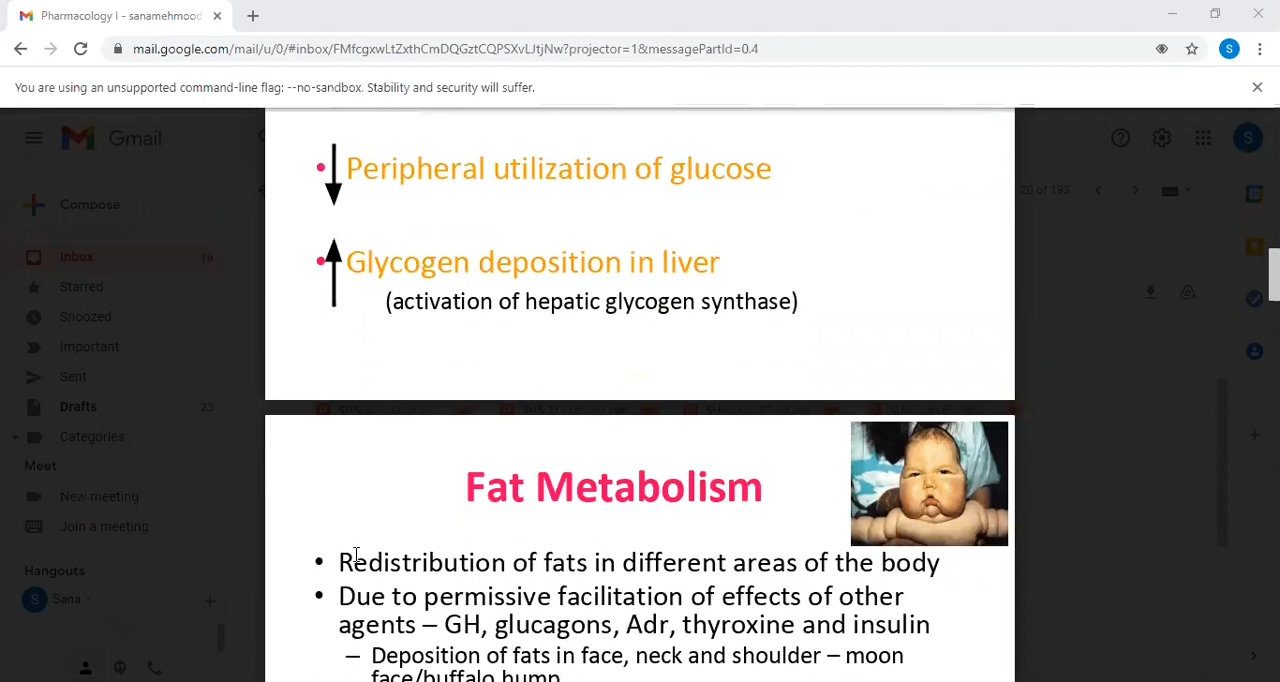 Pharmacology I - sanamehmood
mail.google.com/mail/u/0/#inbox/FMfcgxwLtZxthCmDQGztCQPSXvLJtjNw?projector=1&messagePartId=0.4
S
You are using an unsupported command-line flag: --no-sandbox. Stability and security will suffer.
Gmail
S
Compose
20 of 193
Inbox 16
Starred
Snoozed
Important
Sent
Drafts 23
Categories
Meet
New meeting
Join a meeting
Hangouts
S Sana
• Peripheral utilization of glucose
• Glycogen deposition in liver
(activation of hepatic glycogen synthase)
Fat Metabolism
• Redistribution of fats in different areas of the body
• Due to permissive facilitation of effects of other
agents – GH, glucagons, Adr, thyroxine and insulin
– Deposition of fats in face, neck and shoulder – moon
face/buffalo hump